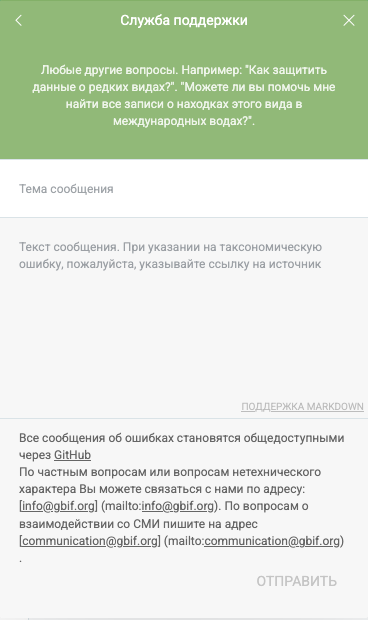 Служба поддержки
Любые другие вопросы. Например: "Как защитить
данные о редких видах?". "Можете ли вы помочь мне
найти все записи о находках этого вида в
международных водах?".
Тема сообщения
Текст сообщения. При указании на таксономическую
ошибку, пожалуйста, указывайте ссылку на источник
ПОДДЕРЖКА MARKDOWN
Все сообщения об ошибках становятся общедоступными
через GitHub
По частным вопросам или вопросам нетехнического
характера Вы можете связаться с нами по адресу:
[info@gbif.org] (mailto:info@gbif.org). По вопросам о
взаимодействии со СМИ пишите на адрес
[communication@gbif.org] (mailto:communication@gbif.org)
.
ОТПРАВИТЬ